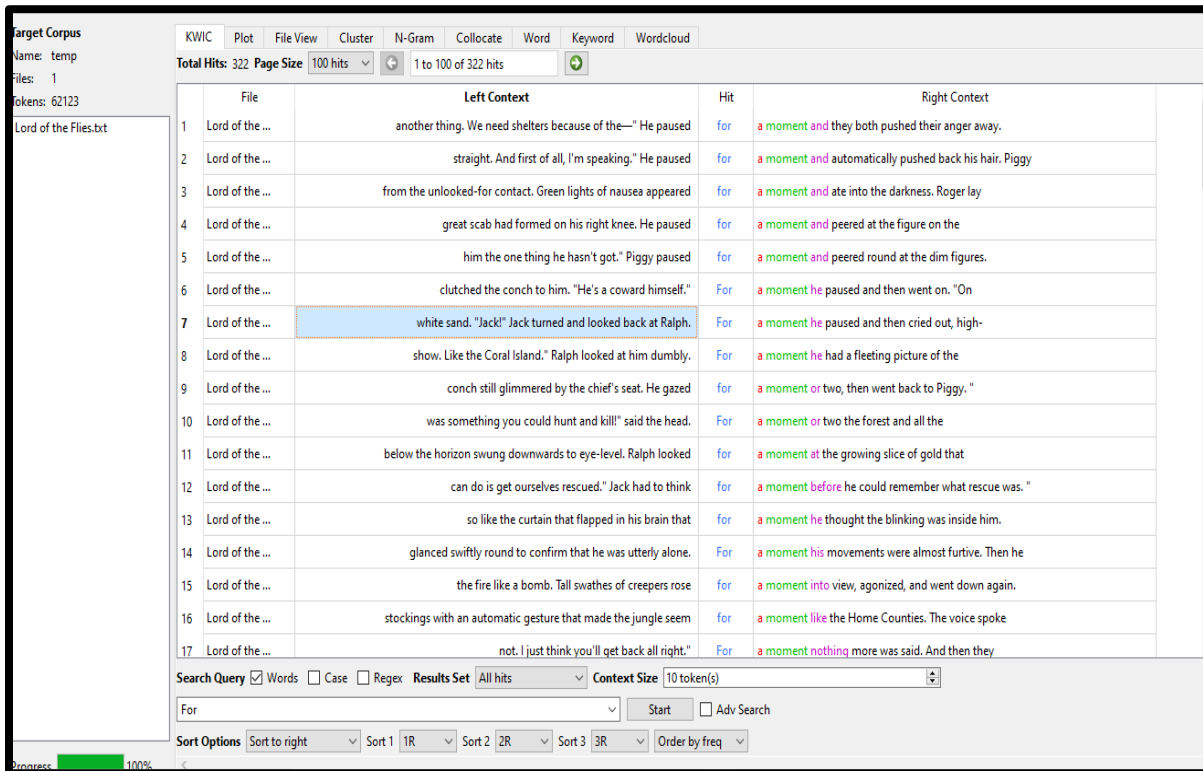 Target Corpus
Name: temp
Files: 1
Tokens: 62123
Lord of the Flies.txt
Progress 100%
KWIC Plot File View Cluster N-Gram Collocate Word Keyword Wordcloud
Total Hits: 322 Page Size 100 hits 1 to 100 of 322 hits
File Left Context Hit Right Context
1 Lord of the ... another thing. We need shelters because of the—" He paused for a moment and they both pushed their anger away.
2 Lord of the ... straight. And first of all, I'm speaking." He paused for a moment and automatically pushed back his hair. Piggy
3 Lord of the ... from the unlooked-for contact. Green lights of nausea appeared for a moment and ate into the darkness. Roger lay
4 Lord of the ... great scab had formed on his right knee. He paused for a moment and peered at the figure on the
5 Lord of the ... him the one thing he hasn't got." Piggy paused for a moment and peered round at the dim figures.
6 Lord of the ... clutched the conch to him. "He's a coward himself." For a moment he paused and then went on. "On
7 Lord of the ... white sand. "Jack!" Jack turned and looked back at Ralph. For a moment he paused and then cried out, high-
8 Lord of the ... show. Like the Coral Island." Ralph looked at him dumbly. For a moment he had a fleeting picture of the
9 Lord of the ... conch still glimmered by the chief's seat. He gazed for a moment or two, then went back to Piggy. "
10 Lord of the ... was something you could hunt and kill!" said the head. For a moment or two the forest and all the
11 Lord of the ... below the horizon swung downwards to eye-level. Ralph looked for a moment at the growing slice of gold that
12 Lord of the ... can do is get ourselves rescued." Jack had to think for a moment before he could remember what rescue was. "
13 Lord of the ... so like the curtain that flapped in his brain that for a moment he thought the blinking was inside him.
14 Lord of the ... glanced swiftly round to confirm that he was utterly alone. For a moment his movements were almost furtive. Then he
15 Lord of the ... the fire like a bomb. Tall swathes of creepers rose for a moment into view, agonized, and went down again.
16 Lord of the ... stockings with an automatic gesture that made the jungle seem for a moment like the Home Counties. The voice spoke
17 Lord of the ... not. I just think you'll get back all right." For a moment nothing more was said. And then they
Search Query Words Case Regex Results Set All hits Context Size 10 token(s)
For Start Adv Search
Sort Options Sort to right Sort 1 1R Sort 2 2R Sort 3 3R Order by freq